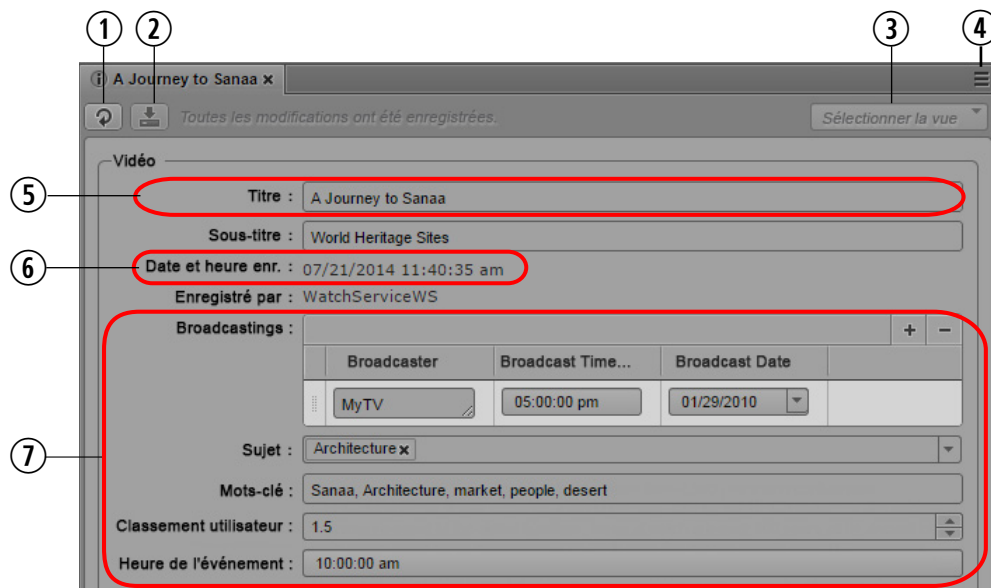 1 2 3 4
A Journey to Sanaa
Toutes les modifications ont été enregistrées. Sélectionner la vue
Vidéo
5
Titre : A Journey to Sanaa
Sous-titre : World Heritage Sites
6
Date et heure enr. : 07/21/2014 11:40:35 am
Enregistré par : WatchServiceWS
Broadcastings : + −
Broadcaster Broadcast Time... Broadcast Date
MyTV 05:00:00 pm 01/29/2010
7
Sujet : Architecture x
Mots-clé : Sanaa, Architecture, market, people, desert
Classement utilisateur : 1.5
Heure de l'événement : 10:00:00 am